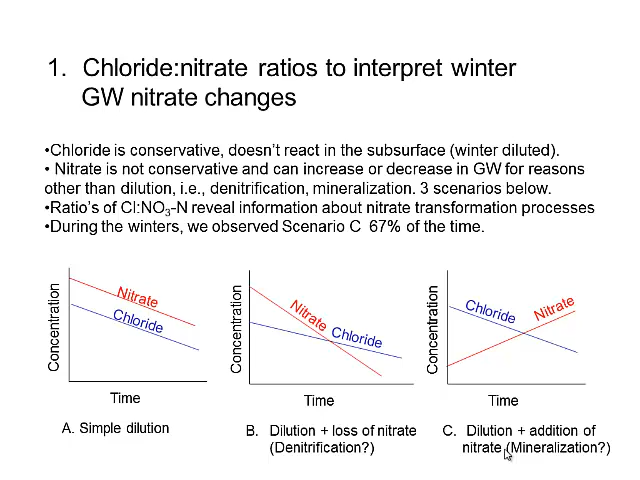 1. Chloride:nitrate ratios to interpret winter
GW nitrate changes
•Chloride is conservative, doesn't react in the subsurface (winter diluted).
• Nitrate is not conservative and can increase or decrease in GW for reasons
other than dilution, i.e., denitrification, mineralization. 3 scenarios below.
•Ratio's of Cl:NO3-N reveal information about nitrate transformation processes
•During the winters, we observed Scenario C 67% of the time.
Concentration
Nitrate
Chloride
Time
A. Simple dilution
Concentration
Nitrate
Chloride
Time
B. Dilution + loss of nitrate
(Denitrification?)
Concentration
Chloride
Nitrate
Time
C. Dilution + addition of
nitrate (Mineralization?)